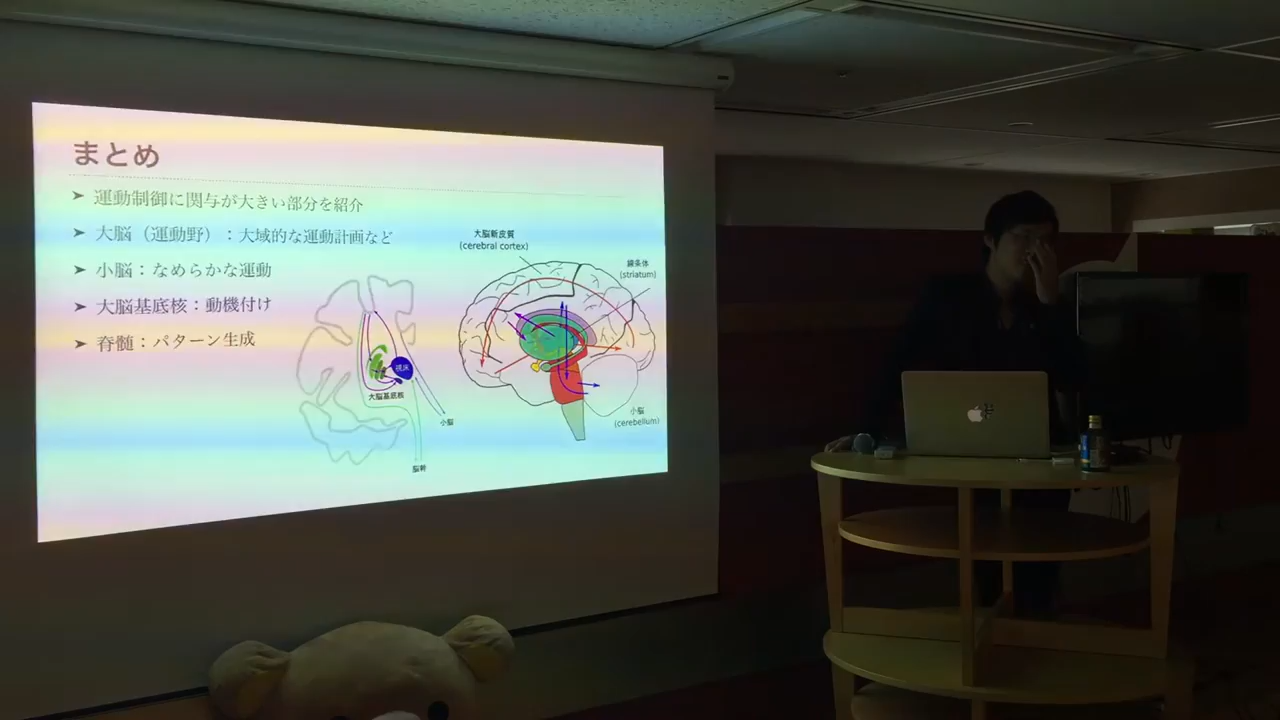 まとめ
➤ 運動制御に関与が大きい部分を紹介
➤ 大脳（運動野）：大域的な運動計画など
➤ 小脳：なめらかな運動
➤ 大脳基底核：動機付け
➤ 脊髄：パターン生成
大脳新皮質
(cerebral cortex)
線条体
(striatum)
視床
大脳基底核
小脳
脳幹
小脳
(cerebellum)